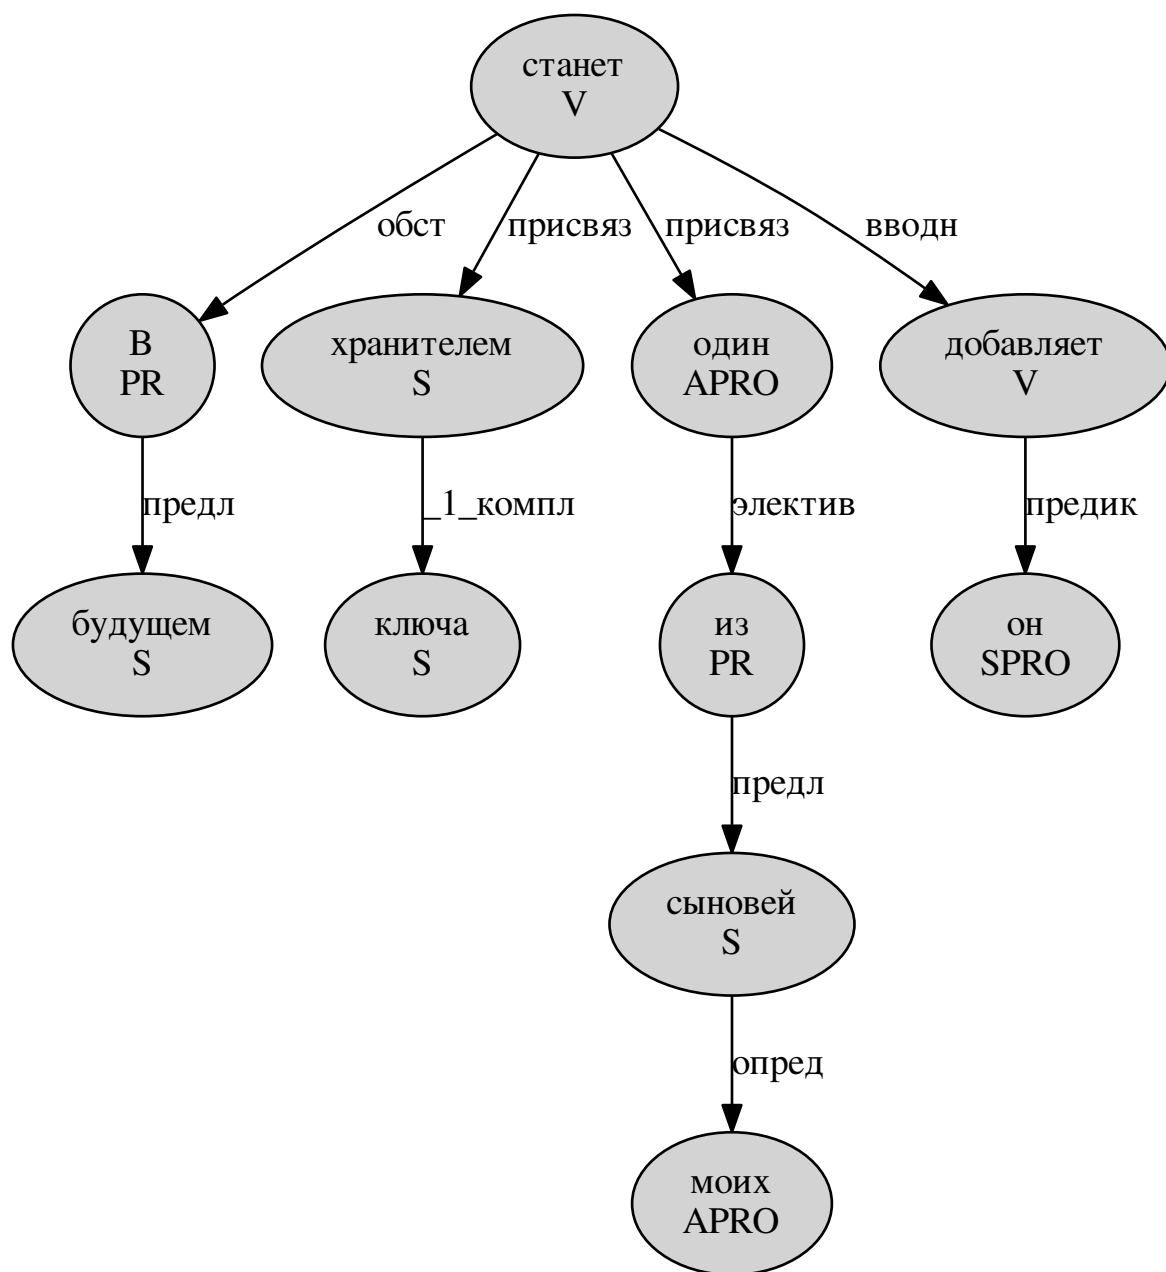 станет
V
обст
присвяз
присвяз
вводн
В
PR
хранителем
S
один
APRO
добавляет
V
предл
_1_компл
электив
предик
будущем
S
ключа
S
из
PR
он
SPRO
предл
сыновей
S
опред
моих
APRO